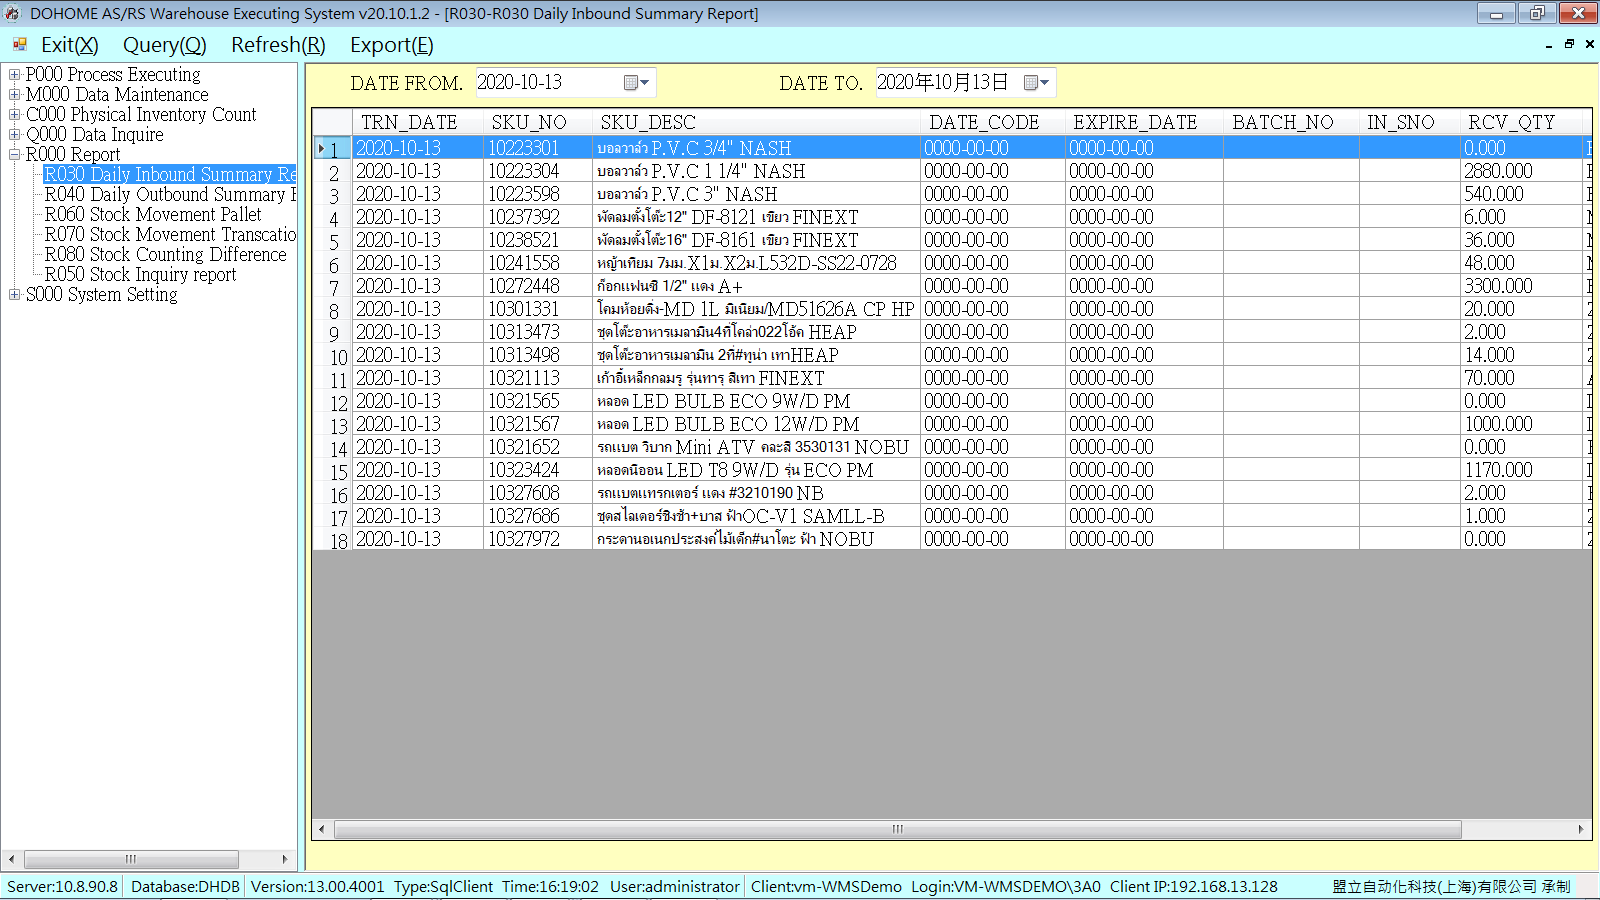 DOHOME AS/RS Warehouse Executing System v20.10.1.2 - [R030-R030 Daily Inbound Summary Report]
Exit(X) Query(Q) Refresh(R) Export(E)
P000 Process Executing
M000 Data Maintenance
C000 Physical Inventory Count
Q000 Data Inquire
R000 Report
R030 Daily Inbound Summary Re
R040 Daily Outbound Summary
R060 Stock Movement Pallet
R070 Stock Movement Transcatio
R080 Stock Counting Difference
R050 Stock Inquiry report
S000 System Setting
DATE FROM. 2020-10-13 DATE TO. 2020年10月13日
TRN_DATE SKU_NO SKU_DESC DATE_CODE EXPIRE_DATE BATCH_NO IN_SNO RCV_QTY
1 2020-10-13 10223301 บอลวาล์ว P.V.C 3/4" NASH 0000-00-00 0000-00-00 0.000
2 2020-10-13 10223304 บอลวาล์ว P.V.C 1 1/4" NASH 0000-00-00 0000-00-00 2880.000
3 2020-10-13 10223598 บอลวาล์ว P.V.C 3" NASH 0000-00-00 0000-00-00 540.000
4 2020-10-13 10237392 พัดลมตั้งโต๊ะ12" DF-8121 เขียว FINEXT 0000-00-00 0000-00-00 6.000
5 2020-10-13 10238521 พัดลมตั้งโต๊ะ16" DF-8161 เขียว FINEXT 0000-00-00 0000-00-00 36.000
6 2020-10-13 10241558 หญ้าเทียม 7มม.X1ม.X2ม.L532D-SS22-0728 0000-00-00 0000-00-00 48.000
7 2020-10-13 10272448 ก็อกแฟนซี 1/2" แดง A+ 0000-00-00 0000-00-00 3300.000
8 2020-10-13 10301331 โคมห้อยดิ่ง-MD 1L มิเนียม/MD51626A CP HP 0000-00-00 0000-00-00 20.000
9 2020-10-13 10313473 ชุดโต๊ะอาหารเมลามีน4ที่โคล่า022โอ๊ค HEAP 0000-00-00 0000-00-00 2.000
10 2020-10-13 10313498 ชุดโต๊ะอาหารเมลามีน 2ที่#ทูน่า เทาHEAP 0000-00-00 0000-00-00 14.000
11 2020-10-13 10321113 เก้าอี้เหล็กกลมรู รุ่นทารุ สีเทา FINEXT 0000-00-00 0000-00-00 70.000
12 2020-10-13 10321565 หลอด LED BULB ECO 9W/D PM 0000-00-00 0000-00-00 0.000
13 2020-10-13 10321567 หลอด LED BULB ECO 12W/D PM 0000-00-00 0000-00-00 1000.000
14 2020-10-13 10321652 รถแบต วิบาก Mini ATV คละสี 3530131 NOBU 0000-00-00 0000-00-00 0.000
15 2020-10-13 10323424 หลอดนีออน LED T8 9W/D รุ่น ECO PM 0000-00-00 0000-00-00 1170.000
16 2020-10-13 10327608 รถแบตแทรกเตอร์ แดง #3210190 NB 0000-00-00 0000-00-00 2.000
17 2020-10-13 10327686 ชุดสไลเดอร์ชิงช้า+บาส ฟ้าOC-V1 SAMLL-B 0000-00-00 0000-00-00 1.000
18 2020-10-13 10327972 กระดานอเนกประสงค์ไม้เด็ก#นาโตะ ฟ้า NOBU 0000-00-00 0000-00-00 0.000
Server:10.8.90.8 Database:DHDB Version:13.00.4001 Type:SqlClient Time:16:19:02 User:administrator Client:vm-WMSDemo Login:VM-WMSDEMO\3A0 Client IP:192.168.13.128 盟立自动化科技(上海)有限公司 承制